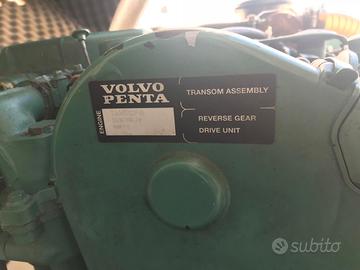 VOLVO
PENTA
ENGINE
TRANSOM ASSEMBLY
REVERSE GEAR
DRIVE UNIT
subito